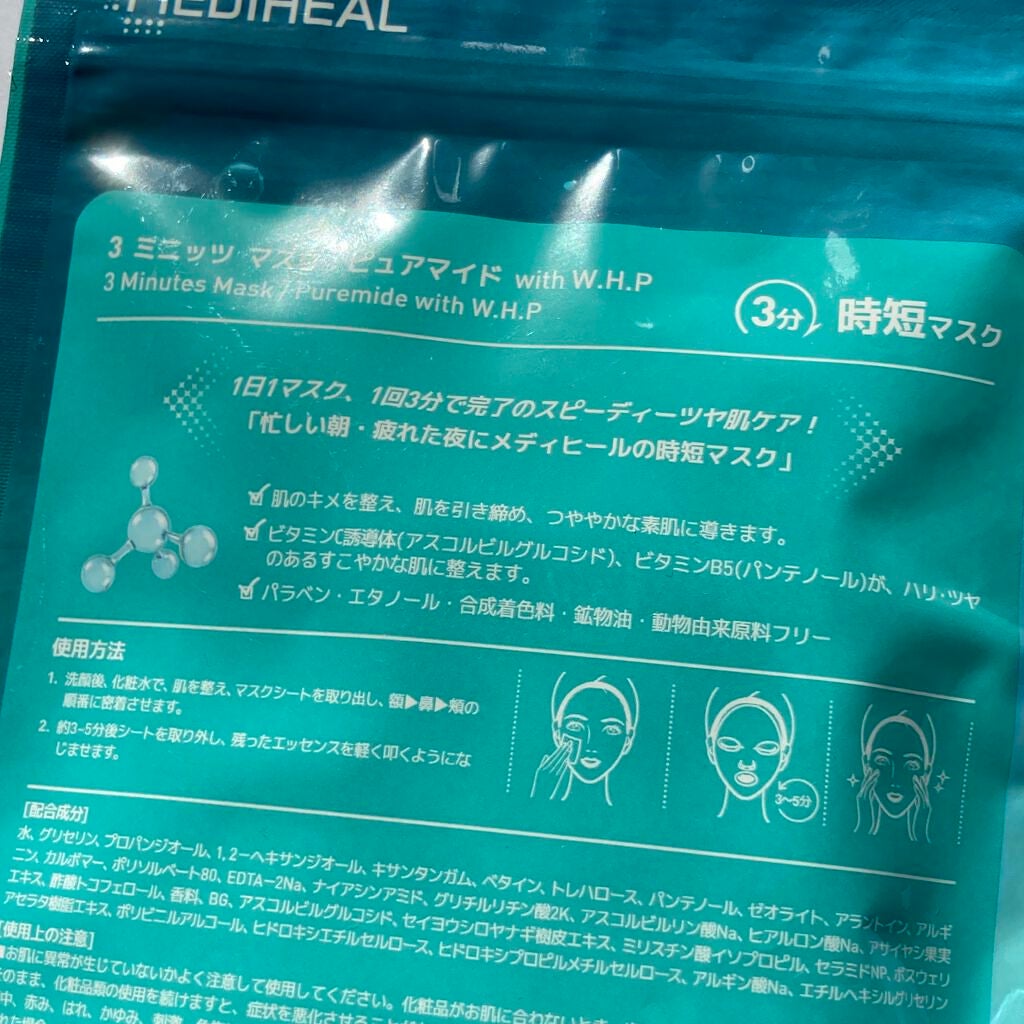 MEDIHEAL
3 ミニッツ マスク ピュアマイド with W.H.P
3 Minutes Mask / Puremide with W.H.P
3分 時短マスク
1日1マスク、1回3分で完了のスピーディーツヤ肌ケア！
「忙しい朝・疲れた夜にメディヒールの時短マスク」
肌のキメを整え、肌を引き締め、つややかな素肌に導きます。
ビタミンC誘導体(アスコルビルグルコシド)、ビタミンB5(パンテノール)が、ハリ・ツヤ
のあるすこやかな肌に整えます。
パラベン・エタノール・合成着色料・鉱物油・動物由来原料フリー
使用方法
1. 洗顔後、化粧水で、肌を整え、マスクシートを取り出し、額▶鼻▶頬の
順番に密着させます。
2. 約3-5分後シートを取り外し、残ったエッセンスを軽く叩くようにな
じませます。
3〜5分
[配合成分]
水、グリセリン、プロパンジオール、1,2-ヘキサンジオール、キサンタンガム、ベタイン、トレハロース、パンテノール、ゼオライト、アラントイン、アルギ
ニン、カルボマー、ポリソルベート80、EDTA-2Na、ナイアシンアミド、グリチルリチン酸2K、アスコルビルリン酸Na、ヒアルロン酸Na、アサイヤシ果実
エキス、酢酸トコフェロール、香料、BG、アスコルビルグルコシド、セイヨウシロヤナギ樹皮エキス、ミリスチン酸イソプロピル、セラミドNP、ボスウェリ
アセラタ樹脂エキス、ポリビニルアルコール、ヒドロキシエチルセルロース、ヒドロキシプロピルメチルセルロース、アルギン酸Na、エチルヘキシルグリセリン
[使用上の注意]
■お肌に異常が生じていないかよく注意して使用してください。化粧品がお肌に合わないとき
そのまま、化粧品類の使用を続けますと、症状を悪化させること
中、赤み、はれ、かゆみ、刺激